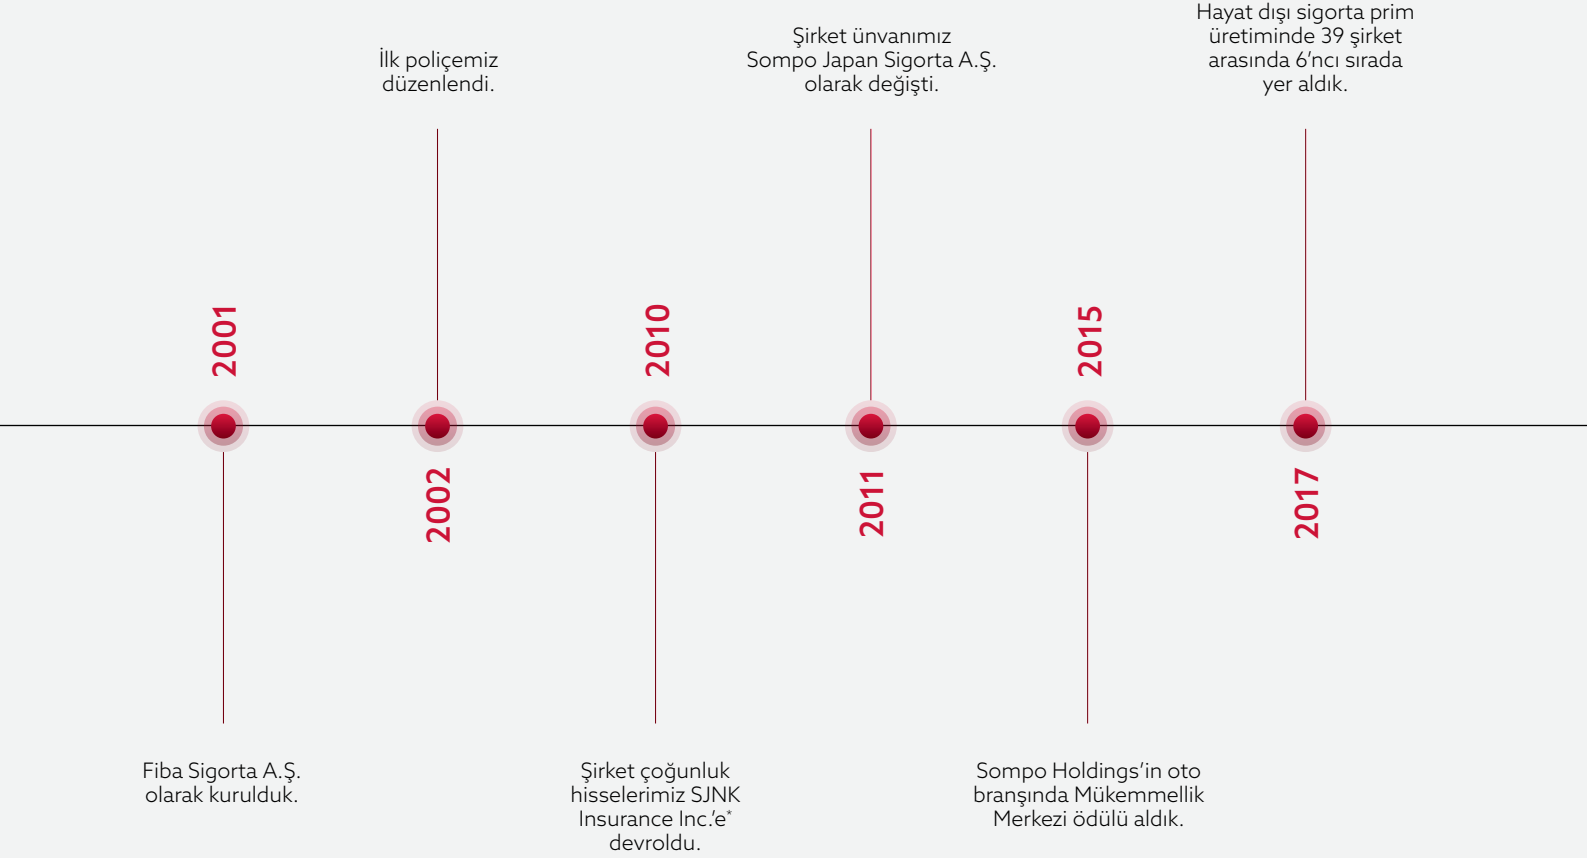 2001
Fiba Sigorta A.Ş.
olarak kurulduk.
İlk poliçemiz
düzenlendi.
2002
2010
Şirket çoğunluk
hisselerimiz SJNK
Insurance Inc.'e*
devroldu.
Şirket ünvanımız
Sompo Japan Sigorta A.Ş.
olarak değişti.
2011
2015
Sompo Holdings'in oto
branşında Mükemmellik
Merkezi ödülü aldık.
Hayat dışı sigorta prim
üretiminde 39 şirket
arasında 6'ncı sırada
yer aldık.
2017